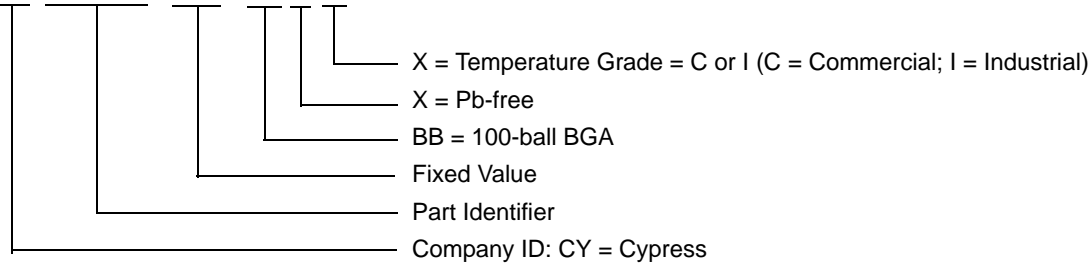 X = Temperature Grade = C or I (C = Commercial; I = Industrial)
X = Pb-free
BB = 100-ball BGA
Fixed Value
Part Identifier
Company ID: CY = Cypress